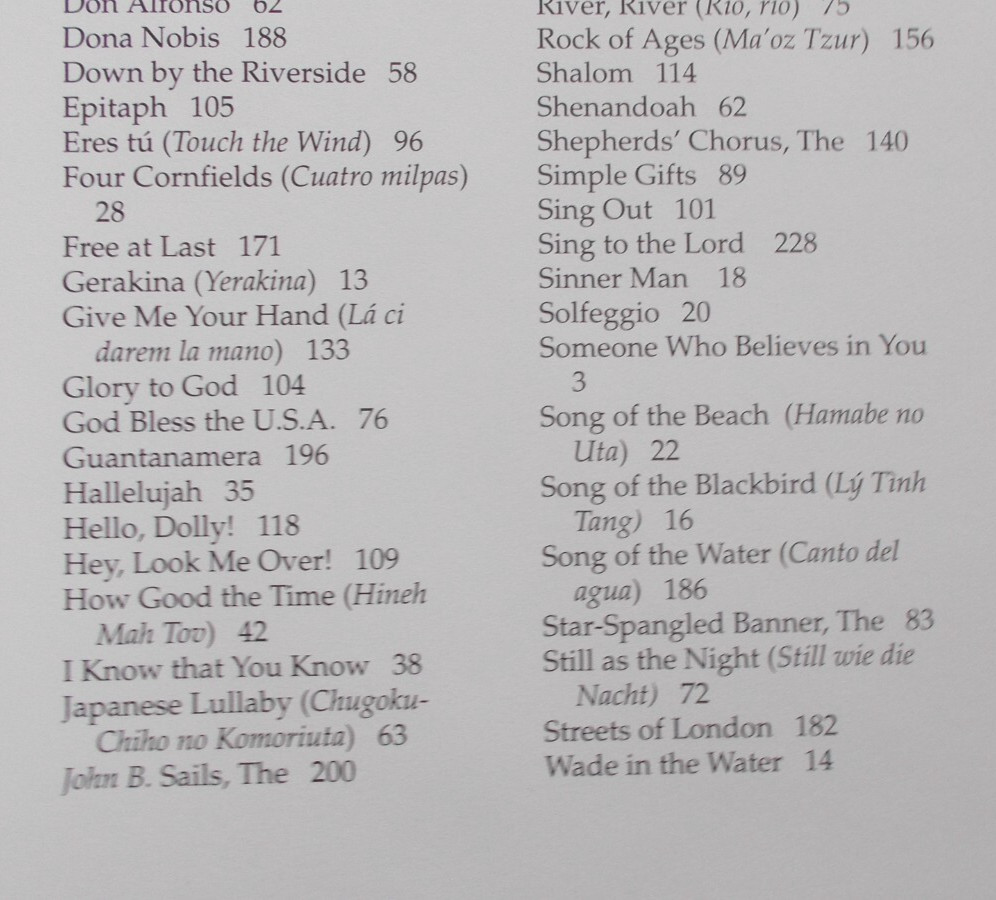 Don Alfonso 62
Dona Nobis 188
Down by the Riverside 58
Epitaph 105
Eres tú (Touch the Wind) 96
Four Cornfields (Cuatro milpas)
28
Free at Last 171
Gerakina (Yerakina) 13
Give Me Your Hand (Lá ci
darem la mano) 133
Glory to God 104
God Bless the U.S.A. 76
Guantanamera 196
Hallelujah 35
Hello, Dolly! 118
Hey, Look Me Over! 109
How Good the Time (Hineh
Mah Tov) 42
I Know that You Know 38
Japanese Lullaby (Chugoku-
Chiho no Komoriuta) 63
John B. Sails, The 200
River, River (Río, río) 75
Rock of Ages (Ma'oz Tzur) 156
Shalom 114
Shenandoah 62
Shepherds' Chorus, The 140
Simple Gifts 89
Sing Out 101
Sing to the Lord 228
Sinner Man 18
Solfeggio 20
Someone Who Believes in You
3
Song of the Beach (Hamabe no
Uta) 22
Song of the Blackbird (Lý Tình
Tang) 16
Song of the Water (Canto del
agua) 186
Star-Spangled Banner, The 83
Still as the Night (Still wie die
Nacht) 72
Streets of London 182
Wade in the Water 14